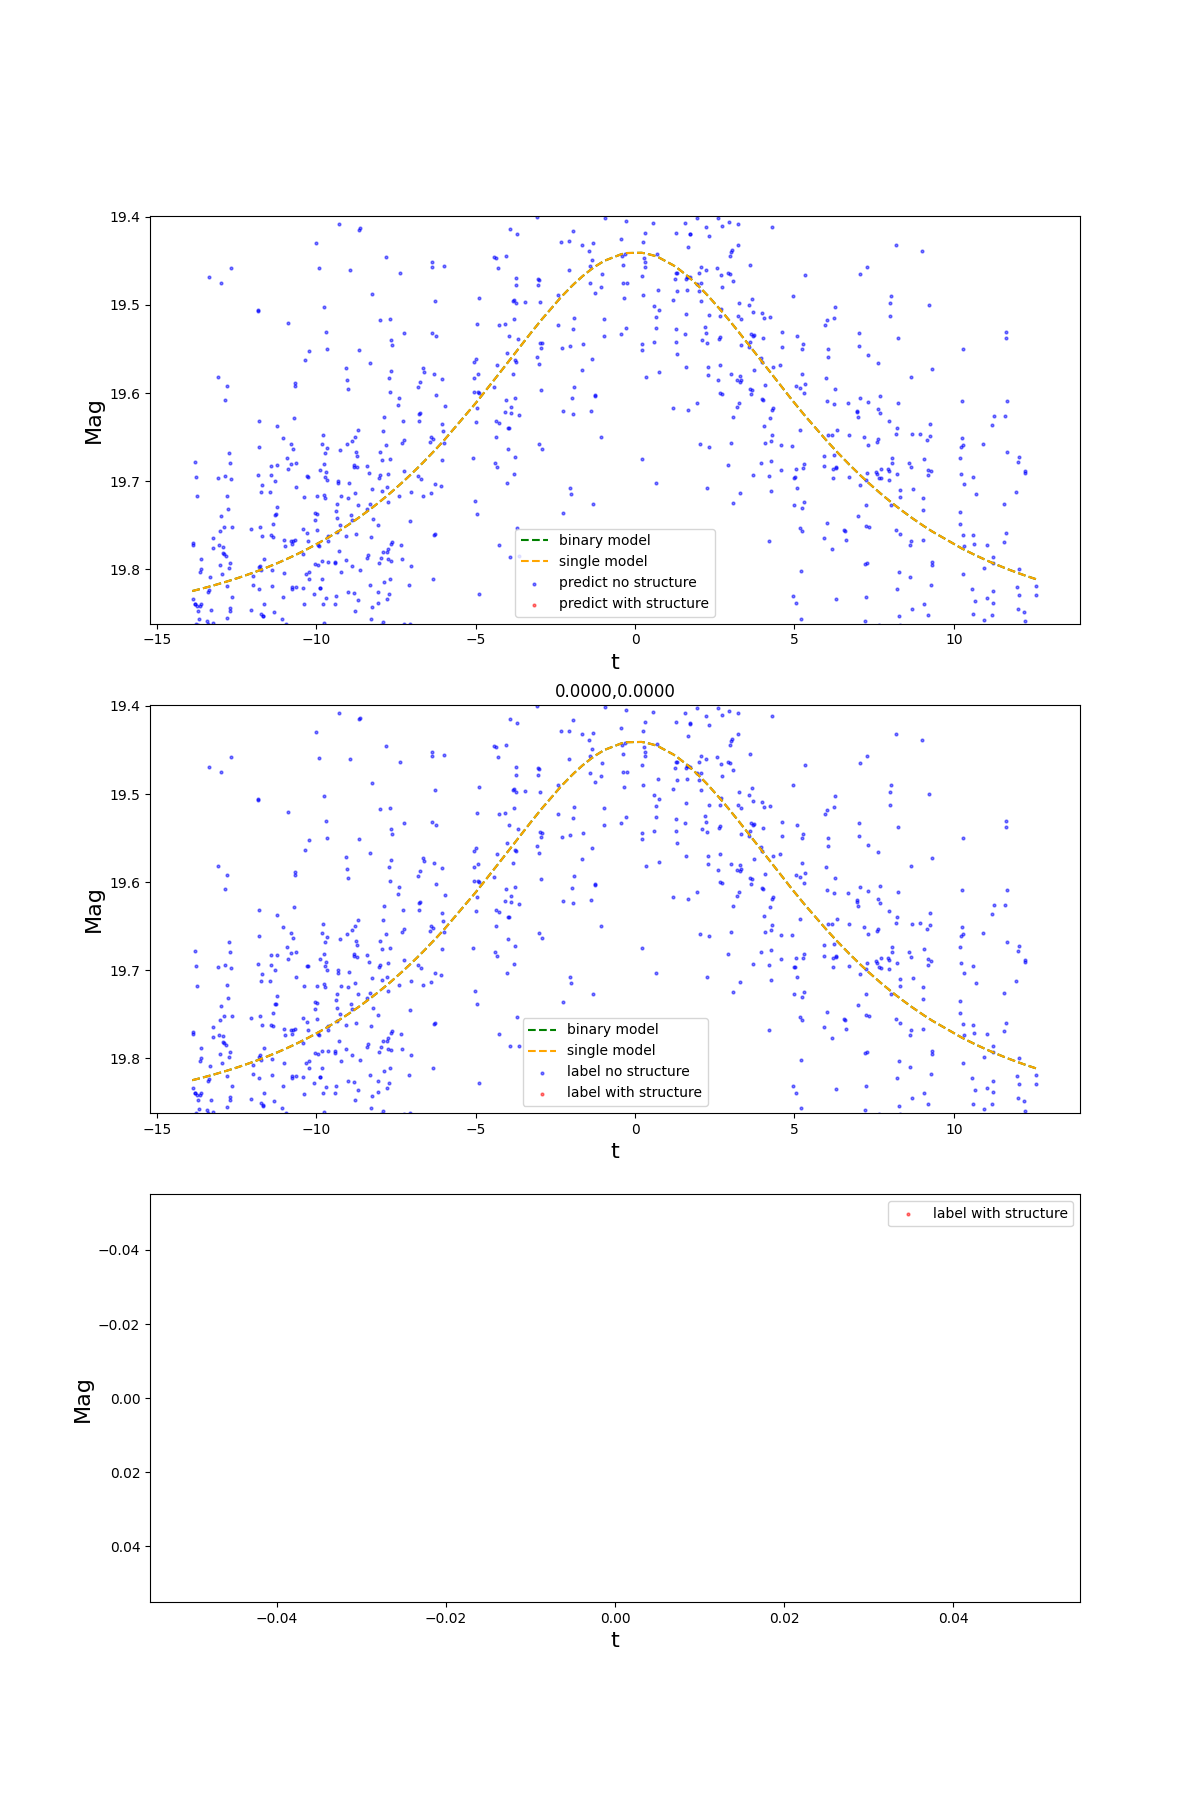 19.4
19.5
19.6
19.7
19.8
Mag
binary model
single model
predict no structure
predict with structure
−15
−10
−5
0
5
10
t
0.0000,0.0000
19.4
19.5
19.6
19.7
19.8
Mag
binary model
single model
label no structure
label with structure
−15
−10
−5
0
5
10
t
label with structure
−0.04
−0.02
0.00
0.02
0.04
Mag
−0.04
−0.02
0.00
0.02
0.04
t